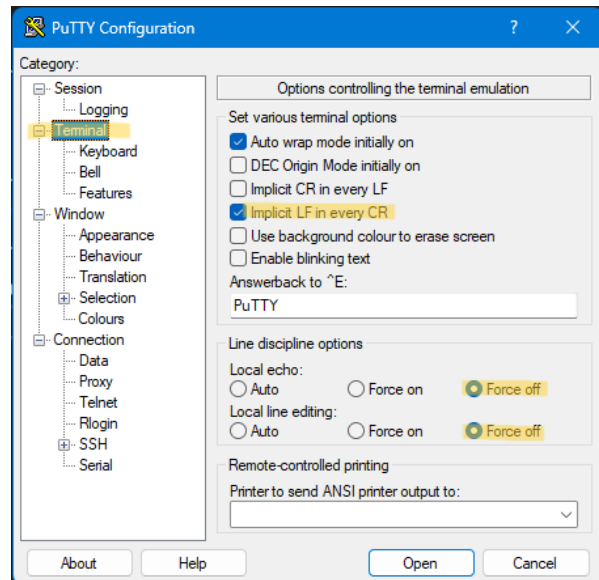 PuTTY Configuration
?
Category:
Session
Logging
Terminal
Keyboard
Bell
Features
Window
Appearance
Behaviour
Translation
Selection
Colours
Connection
Data
Proxy
Telnet
Rlogin
SSH
Serial
Options controlling the terminal emulation
Set various terminal options
Auto wrap mode initially on
DEC Origin Mode initially on
Implicit CR in every LF
Implicit LF in every CR
Use background colour to erase screen
Enable blinking text
Answerback to ^E:
PuTTY
Line discipline options
Local echo:
Auto Force on Force off
Local line editing:
Auto Force on Force off
Remote-controlled printing
Printer to send ANSI printer output to:
About Help Open Cancel